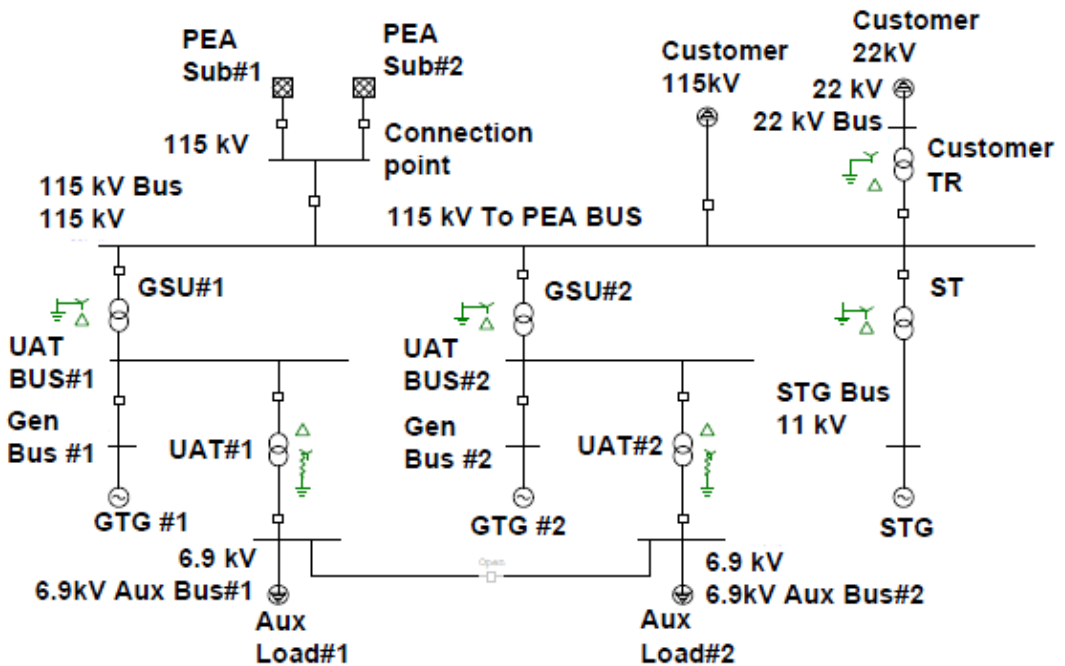 PEA
Sub#1
PEA
Sub#2
Customer
115kV
Customer
22kV
22 kV
22 kV Bus
Customer
TR
115 kV
Connection
point
115 kV Bus
115 kV
115 kV To PEA BUS
GSU#1
GSU#2
ST
UAT
BUS#1
UAT
BUS#2
STG Bus
11 kV
Gen
Bus #1
UAT#1
Gen
Bus #2
UAT#2
GTG #1
GTG #2
STG
6.9 kV
6.9kV Aux Bus#1
Open
6.9 kV
6.9kV Aux Bus#2
Aux
Load#1
Aux
Load#2